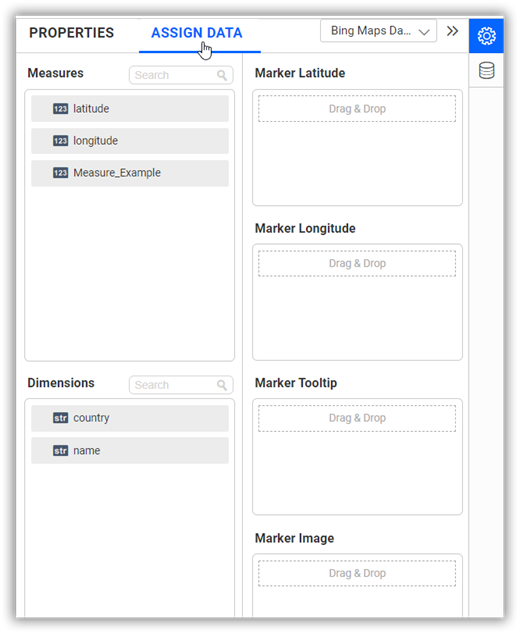 PROPERTIES
ASSIGN DATA
Bing Maps Da...
Measures
Search
123 latitude
123 longitude
123 Measure_Example
Dimensions
Search
str country
str name
Marker Latitude
Drag & Drop
Marker Longitude
Drag & Drop
Marker Tooltip
Drag & Drop
Marker Image
Drag & Drop